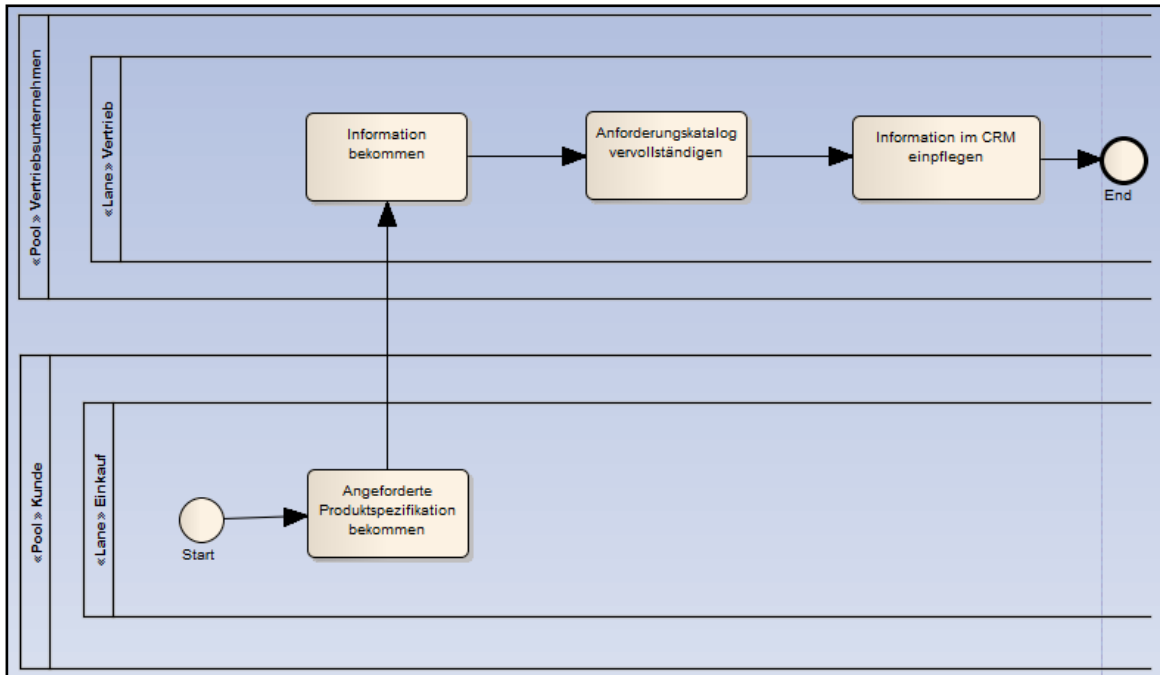 «Pool» Vertriebsunternehmen
«Lane» Vertrieb
Information
bekommen
Anforderungskatalog
vervollständigen
Information im CRM
einpflegen
End
«Pool» Kunde
«Lane» Einkauf
Start
Angeforderte
Produktspezifikation
bekommen